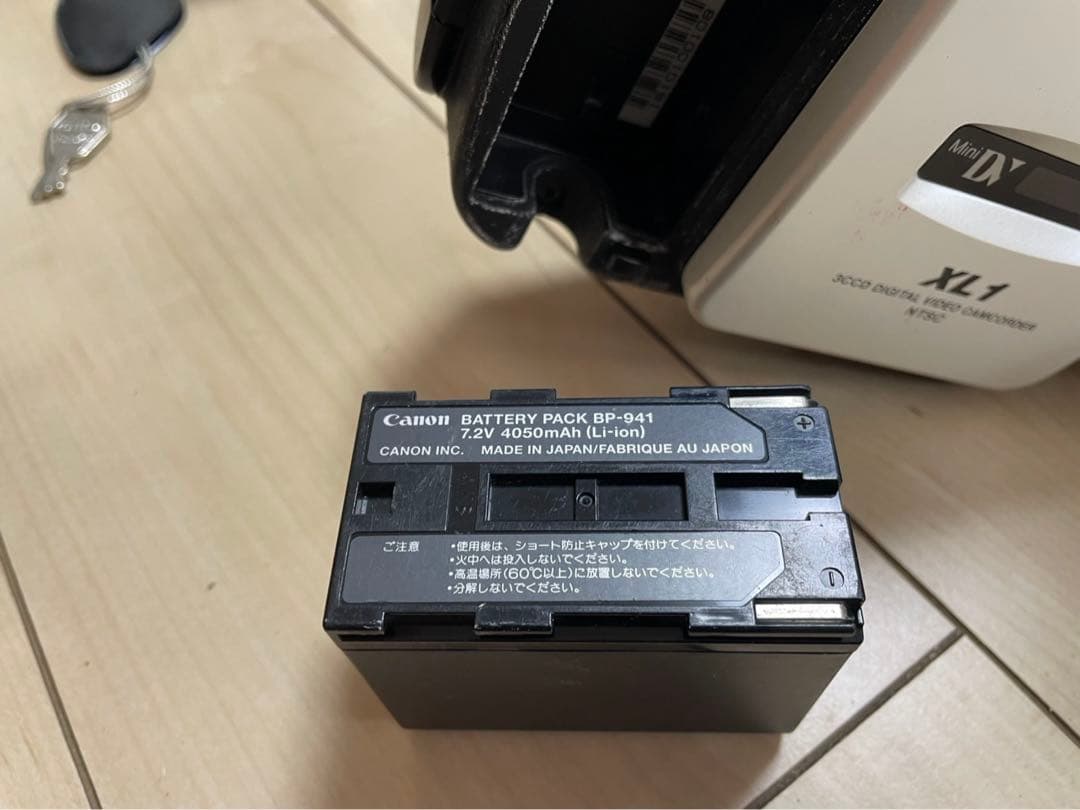 Mini DV
XL1
3CCD DIGITAL VIDEO CAMCORDER
NTSC
Canon BATTERY PACK BP-941
7.2V 4050mAh (Li-ion)
CANON INC. MADE IN JAPAN/FABRIQUE AU JAPON
ご注意
•使用後は、ショート防止キャップを付けてください。
•火中へは投入しないでください。
•高温場所(60℃以上)に放置しないでください。
•分解しないでください。